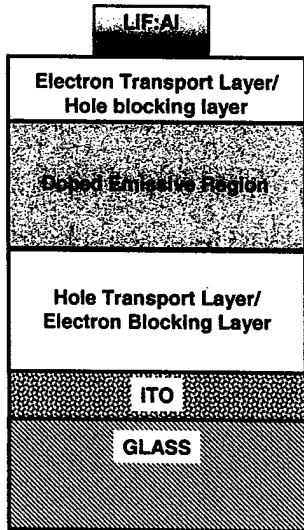 LiF:Al
Electron Transport Layer/
Hole blocking layer
Doped Emissive Region
Hole Transport Layer/
Electron Blocking Layer
ITO
GLASS